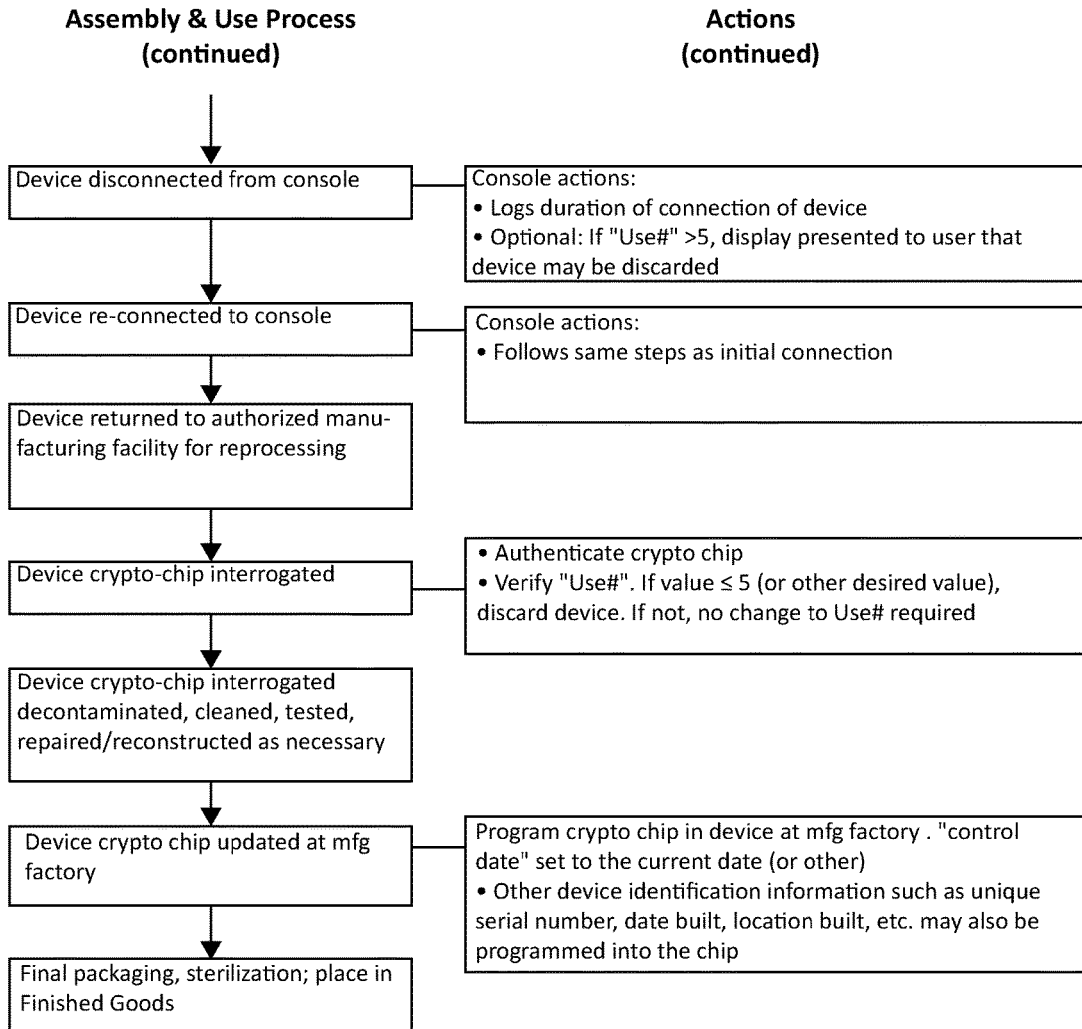 Assembly & Use Process
(continued)
Actions
(continued)
Device disconnected from console
Console actions:
• Logs duration of connection of device
• Optional: If "Use#" >5, display presented to user that
device may be discarded
Device re-connected to console
Console actions:
• Follows same steps as initial connection
Device returned to authorized manu-
facturing facility for reprocessing
Device crypto-chip interrogated
• Authenticate crypto chip
• Verify "Use#". If value ≤ 5 (or other desired value),
discard device. If not, no change to Use# required
Device crypto-chip interrogated
decontaminated, cleaned, tested,
repaired/reconstructed as necessary
Device crypto chip updated at mfg
factory
Program crypto chip in device at mfg factory . "control
date" set to the current date (or other)
• Other device identification information such as unique
serial number, date built, location built, etc. may also be
programmed into the chip
Final packaging, sterilization; place in
Finished Goods